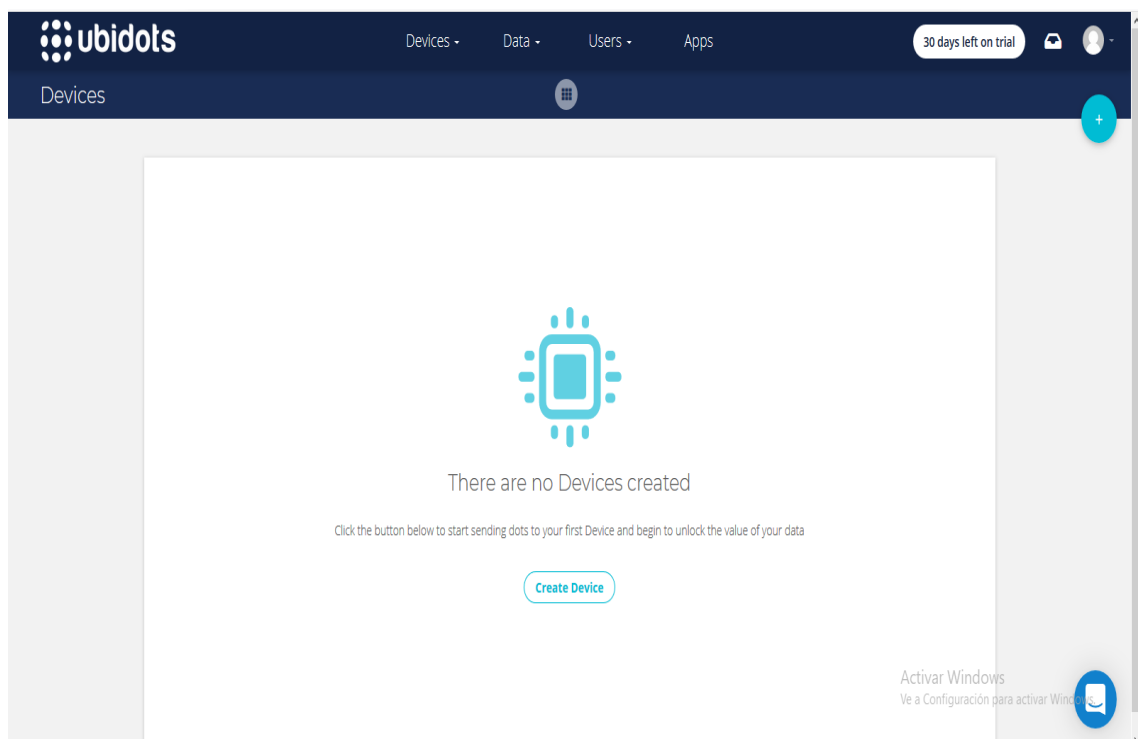 ubidots
Devices Data Users Apps
30 days left on trial
Devices
+
There are no Devices created
Click the button below to start sending dots to your first Device and begin to unlock the value of your data
Create Device
Activar Windows
Ve a Configuración para activar Windows.